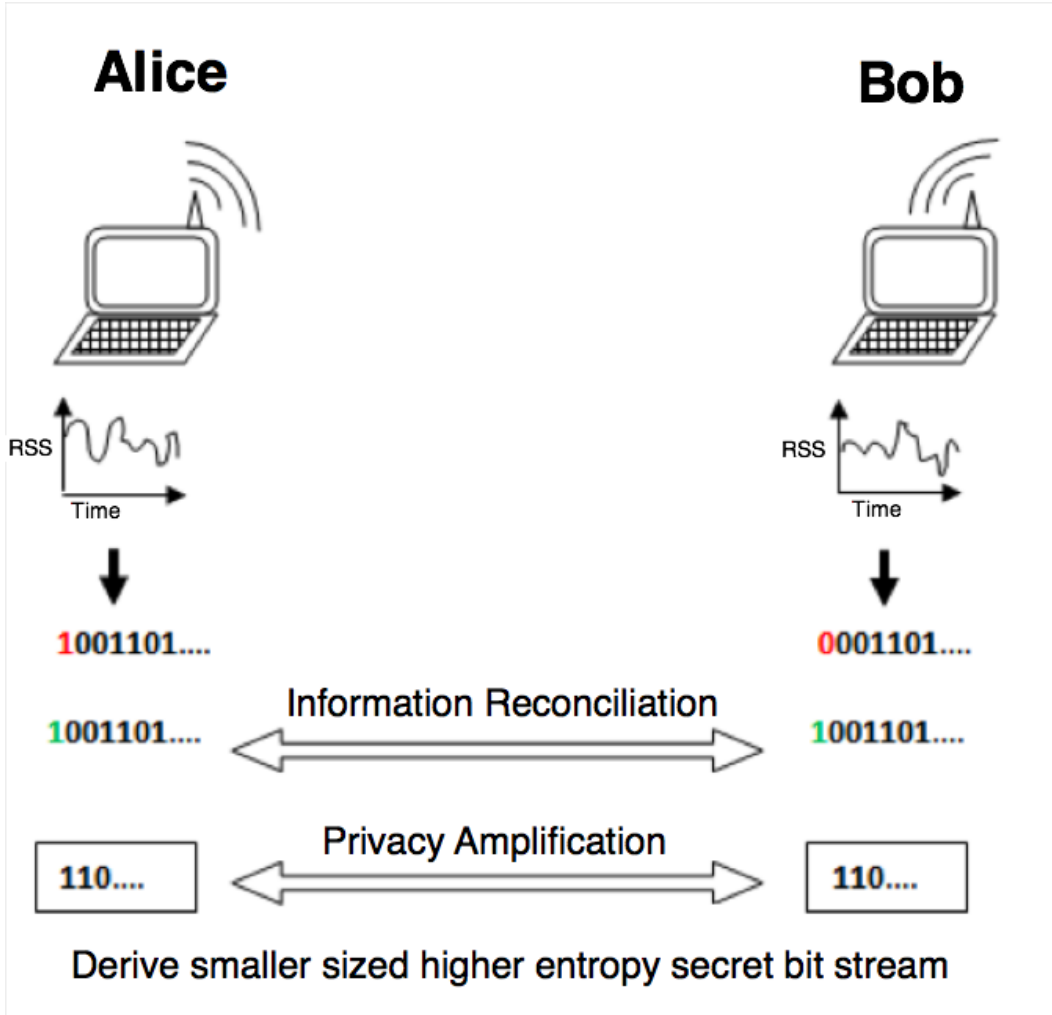 Alice
Bob
RSS
Time
RSS
Time
1001101....
0001101....
Information Reconciliation
1001101....
1001101....
Privacy Amplification
110....
110....
Derive smaller sized higher entropy secret bit stream